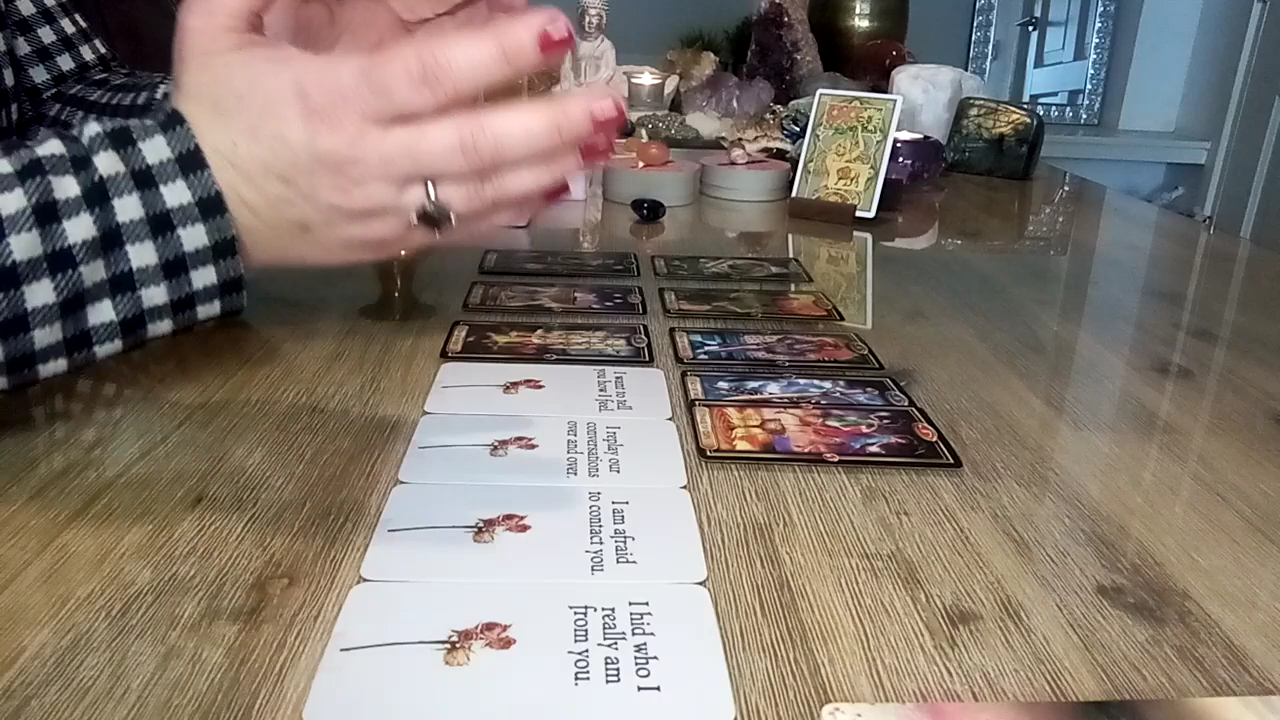 I want to tell
you how I feel.
I replay our
conversations
over and over.
I am afraid
to contact you.
I hid who I
really am
from you.